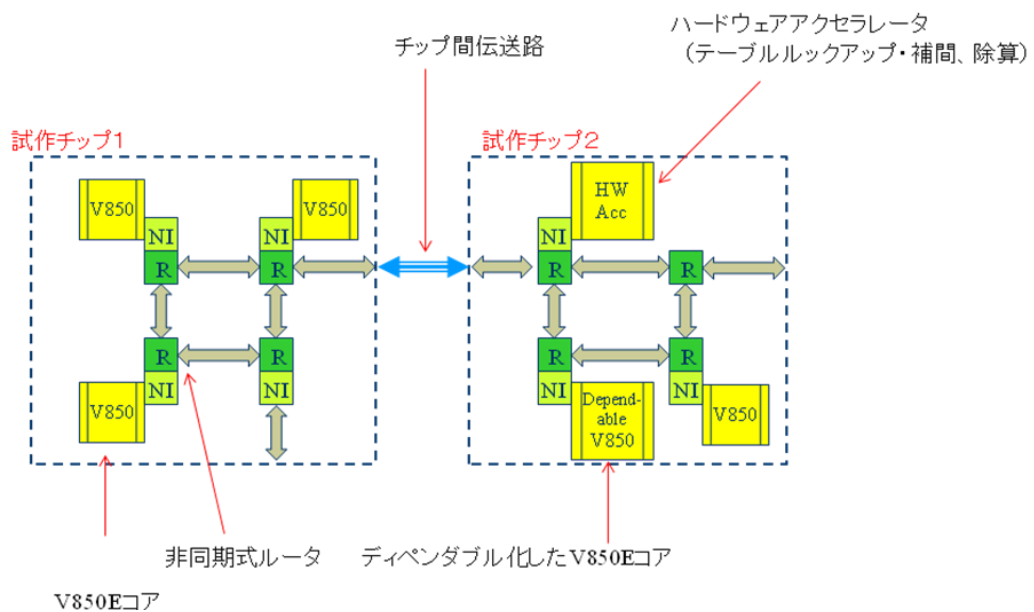 ハードウェアアクセラレータ
（テーブルルックアップ・補間、除算）
チップ間伝送路
試作チップ1
試作チップ2
V850
V850
HW
Acc
NI
NI
NI
R
R
R
R
R
R
R
R
NI
NI
NI
NI
V850
Depend-
able
V850
V850
非同期式ルータ
ディペンダブル化したV850Eコア
V850Eコア